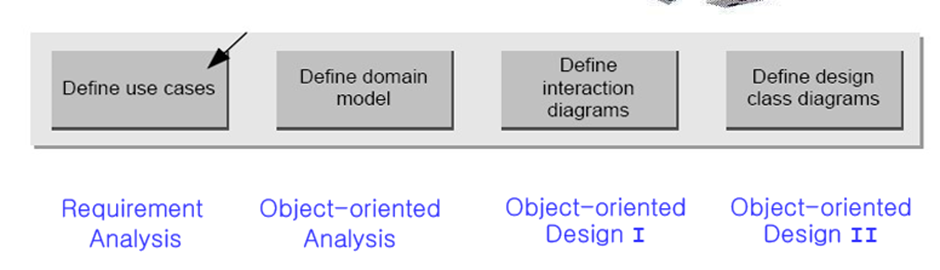 Define use cases
Define domain
model
Define
interaction
diagrams
Define design
class diagrams
Requirement
Analysis
Object-oriented
Analysis
Object-oriented
Design I
Object-oriented
Design II